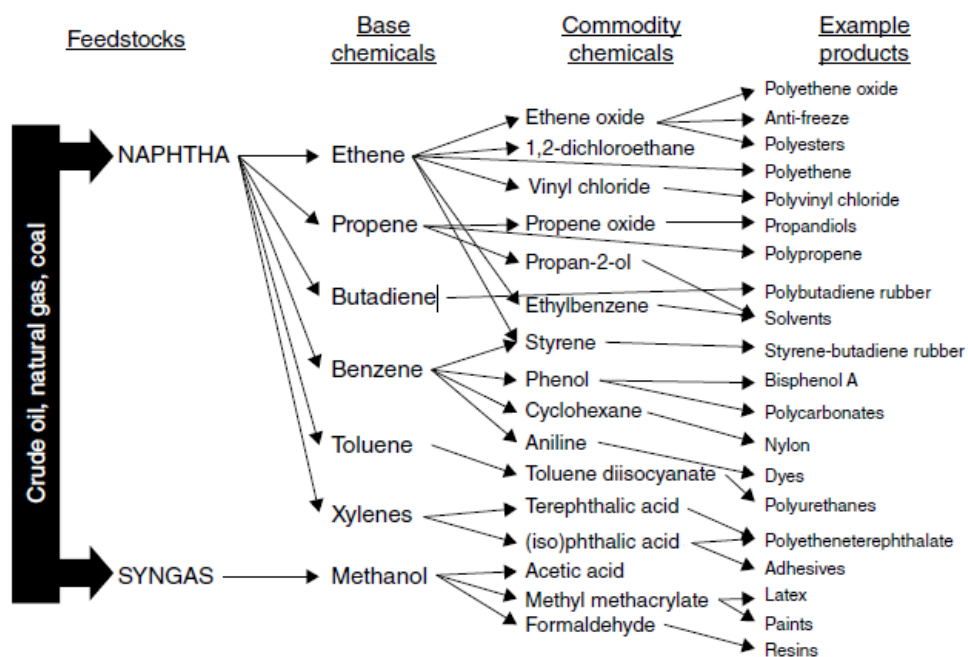 Feedstocks
Base
chemicals
Commodity
chemicals
Example
products
Crude oil, natural gas, coal
NAPHTHA
SYNGAS
Ethene
Propene
Butadiene
Benzene
Toluene
Xylenes
Methanol
Ethene oxide
1,2-dichloroethane
Vinyl chloride
Propene oxide
Propan-2-ol
Ethylbenzene
Styrene
Phenol
Cyclohexane
Aniline
Toluene diisocyanate
Terephthalic acid
(iso)phthalic acid
Acetic acid
Methyl methacrylate
Formaldehyde
Polyethene oxide
Anti-freeze
Polyesters
Polyethene
Polyvinyl chloride
Propandiols
Polypropene
Polybutadiene rubber
Solvents
Styrene-butadiene rubber
Bisphenol A
Polycarbonates
Nylon
Dyes
Polyurethanes
Polyetheneterephthalate
Adhesives
Latex
Paints
Resins